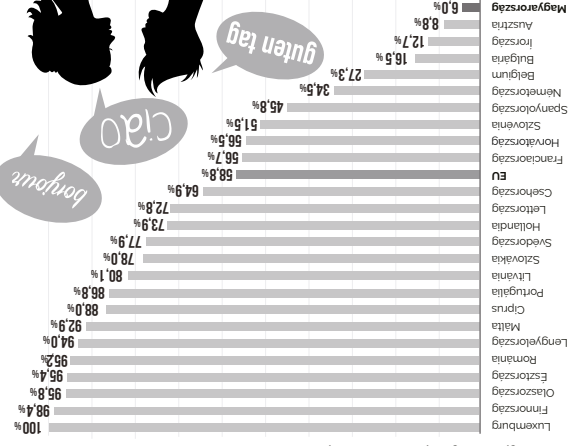 Luxemburg 100%
Finnország 98,4%
Olaszország 95,8%
Észtország 95,4%
Románia 95,2%
Lengyelország 94,0%
Málta 92,9%
Ciprus 88,0%
Portugália 86,8%
Litvánia 80,1%
Szlovákia 78,0%
Svédország 77,9%
Hollandia 73,9%
Lettország 72,8%
Csehország 64,9%
EU 58,8%
Franciaország 56,7%
Horvátország 56,5%
Szlovénia 51,5%
Spanyolország 45,8%
Németország 34,5%
Belgium 27,3%
Bulgária 16,5%
Írország 12,7%
Ausztria 8,8%
Magyarország 6,0%
bonjour
ciao
guten tag